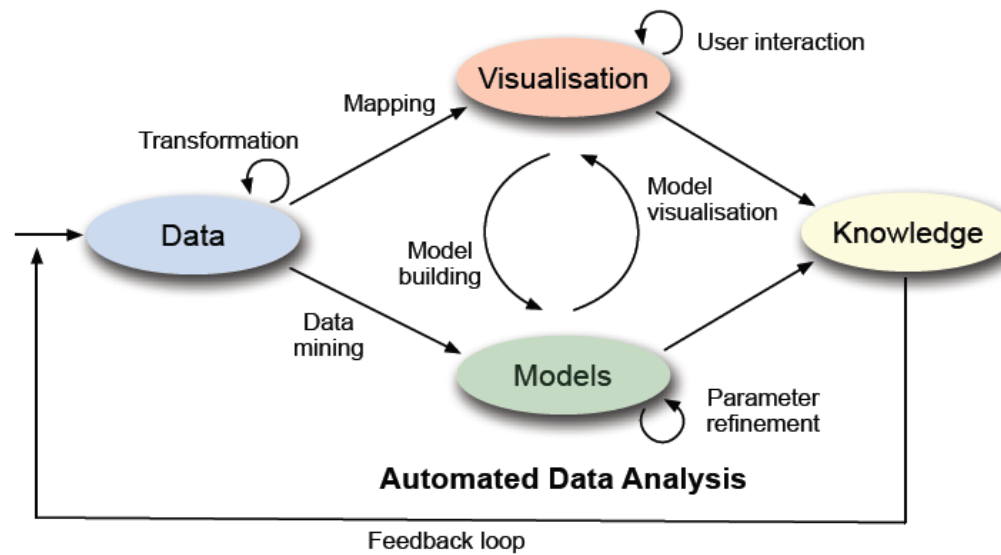 User interaction
Visualisation
Mapping
Transformation
Model
visualisation
Data
Knowledge
Model
building
Data
mining
Models
Parameter
refinement
Automated Data Analysis
Feedback loop